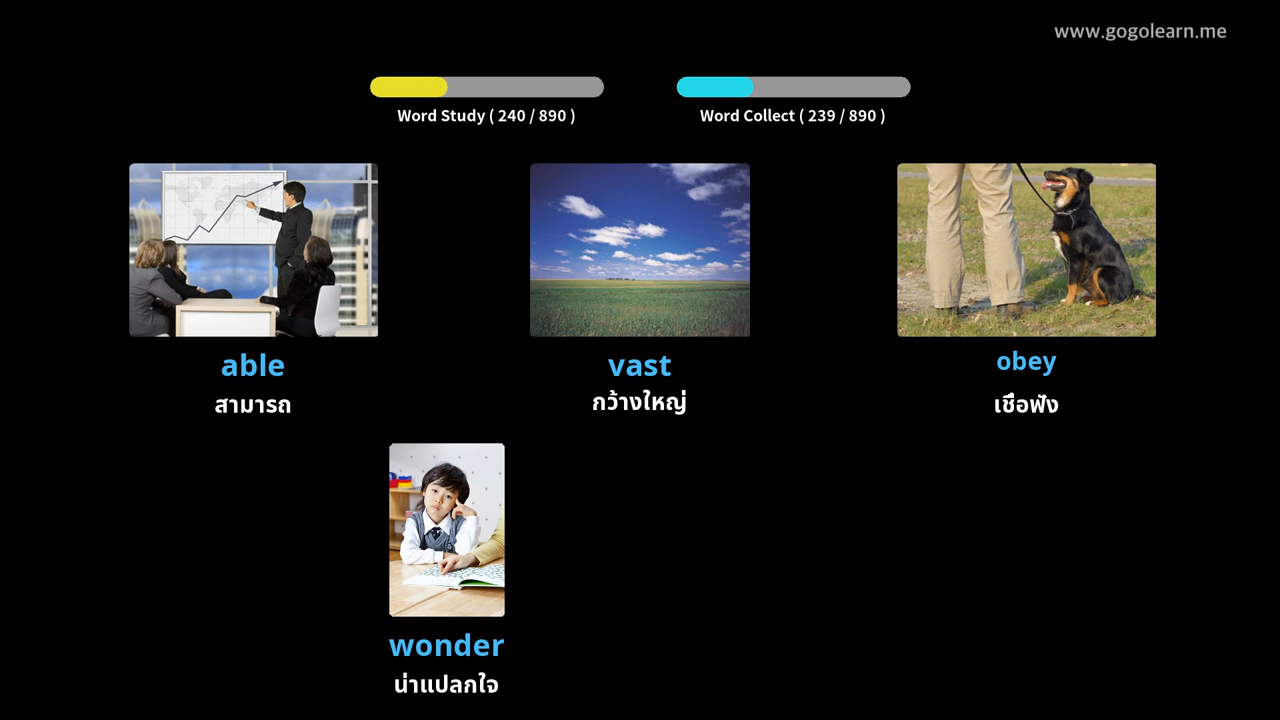 www.gogolearn.me
Word Study ( 240 / 890 )
Word Collect ( 239 / 890 )
able
สามารถ
vast
กว้างใหญ่
obey
เชื่อฟัง
wonder
น่าแปลกใจ